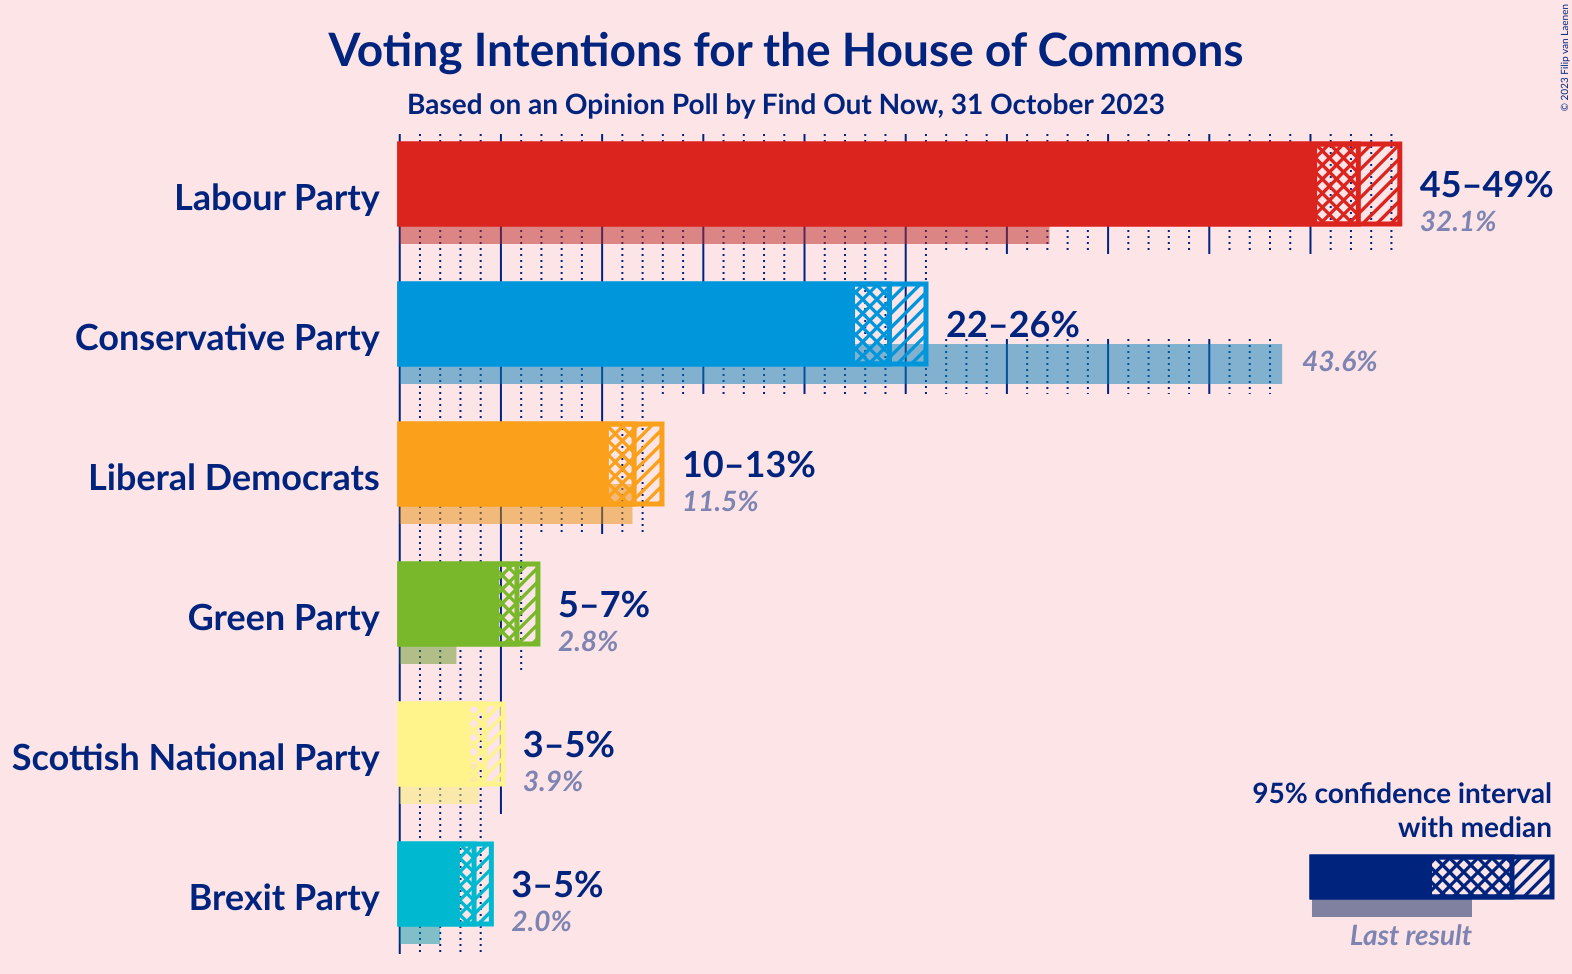 Voting Intentions for the House of Commons
Based on an Opinion Poll by Find Out Now, 31 October 2023
© 2023 Filip van Laenen
Labour Party
45–49%
32.1%
Conservative Party
22–26%
43.6%
Liberal Democrats
10–13%
11.5%
Green Party
5–7%
2.8%
Scottish National Party
3–5%
3.9%
Brexit Party
3–5%
2.0%
95% confidence interval
with median
Last result